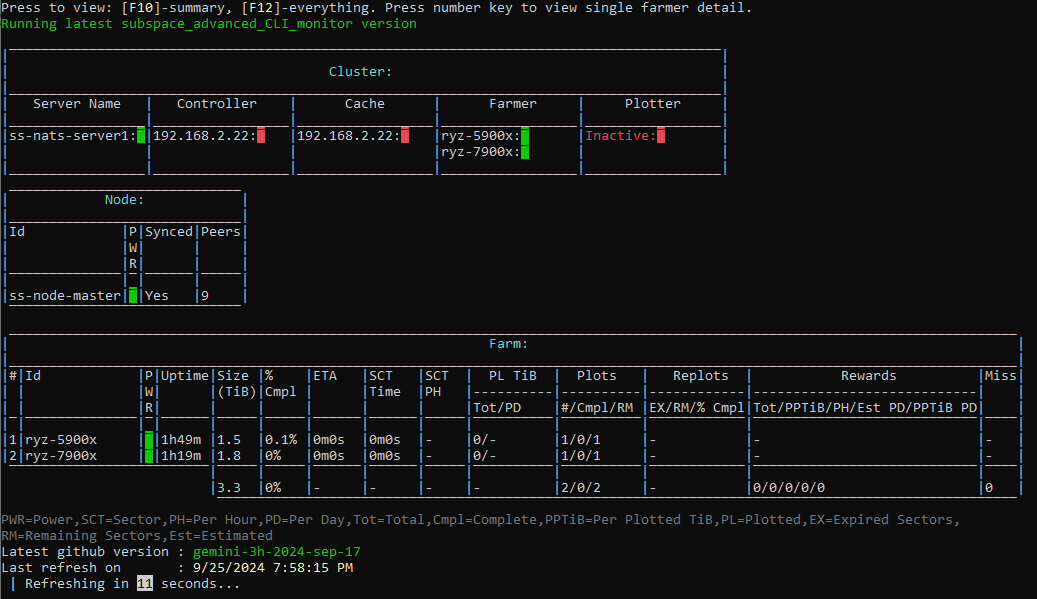 Press to view: [F10]-summary, [F12]-everything. Press number key to view single farmer detail.
Running latest subspace_advanced_CLI_monitor version
Cluster:
Server Name | Controller | Cache | Farmer | Plotter
ss-nats-server1: |192.168.2.22: |192.168.2.22: |ryz-5900x: |Inactive:
ryz-7900x:
Node:
Id |P|Synced|Peers|
|W|
|R|
ss-node-master| |Yes |9
Farm:
#|Id |P|Uptime|Size |% |ETA |SCT |SCT | PL TiB | Plots | Replots | Rewards |Miss|
|W| |(TiB)|Cmpl | |Time |PH |----------|----------|------------|----------------------------|
|R| Tot/PD |#/Cmpl/RM |EX/RM/% Cmpl|Tot/PPTiB/PH/Est PD/PPTiB PD|
|1|ryz-5900x | |1h49m |1.5 |0.1% |0m0s |0m0s |- |0/- |1/0/1 |- |- |- |
|2|ryz-7900x | |1h19m |1.8 |0% |0m0s |0m0s |- |0/- |1/0/1 |- |- |- |
|3.3 |0% |- |- |- |- |2/0/2 |- |0/0/0/0/0 |0 |
PWR=Power,SCT=Sector,PH=Per Hour,PD=Per Day,Tot=Total,Cmpl=Complete,PPTiB=Per Plotted TiB,PL=Plotted,EX=Expired Sectors,
RM=Remaining Sectors,Est=Estimated
Latest github version : gemini-3h-2024-sep-17
Last refresh on : 9/25/2024 7:58:15 PM
| Refreshing in 11 seconds...